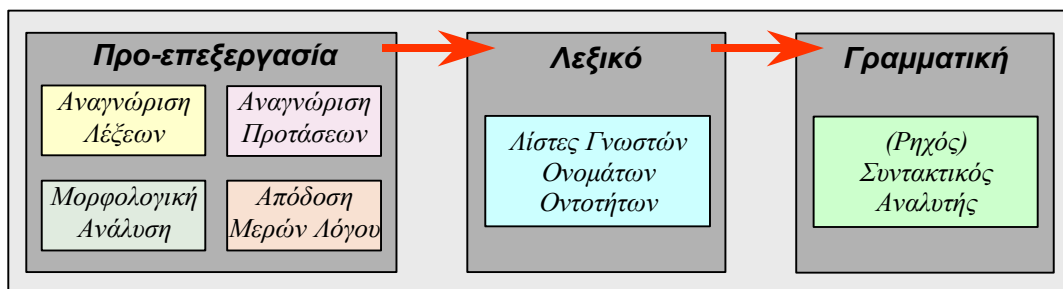 Προ-επεξεργασία
Αναγνώριση
Λέξεων
Αναγνώριση
Προτάσεων
Μορφολογική
Ανάλυση
Απόδοση
Μερών Λόγου
Λεξικό
Λίστες Γνωστών
Ονομάτων
Οντοτήτων
Γραμματική
(Ρηχός)
Συντακτικός
Αναλυτής